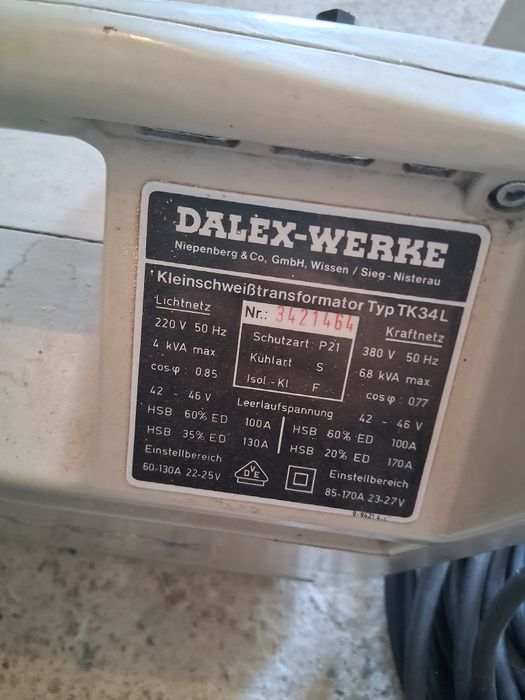 DALEX-WERKE
Niepenberg & Co. GmbH, Wissen / Sieg - Nisterau
Kleinschweißtransformator Typ TK34L
Nr.: 3421464
Schutzart : P21
Kühlart S
Isol.- Kl. : F
Lichtnetz
220 V 50 Hz
4 kVA max
cos φ : 0.85
Kraftnetz
380 V 50 Hz
6.8 kVA max.
cos φ : 0.77
Leerlaufspannung
42 - 46 V
HSB 60% ED 100A
HSB 35% ED 130A
Einstellbereich
60-130A 22-25V
42 - 46 V
HSB 60% ED 100A
HSB 20% ED 170A
Einstellbereich
85-170A 23-27V
VDE